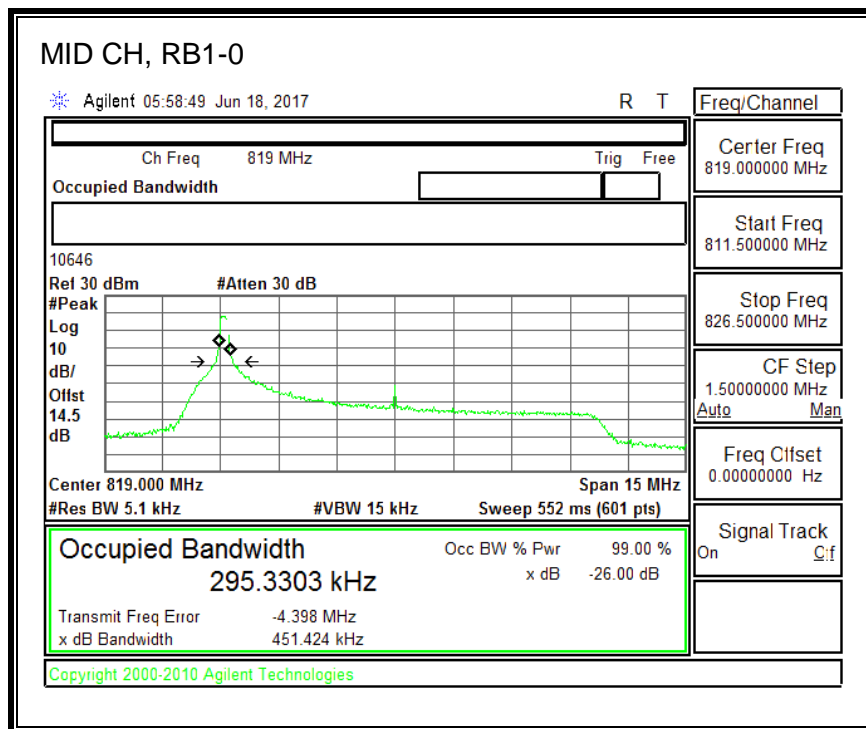 MID CH, RB1-0
Agilent 05:58:49 Jun 18, 2017 R T
Freq/Channel
Ch Freq 819 MHz Trig Free
Occupied Bandwidth
Center Freq
819.000000 MHz
Start Freq
811.500000 MHz
Stop Freq
826.500000 MHz
CF Step
1.50000000 MHz
Auto Man
Freq Offset
0.00000000 Hz
Signal Track
On Off
10646
Ref 30 dBm #Atten 30 dB
#Peak
Log
10
dB/
Offst
14.5
dB
Center 819.000 MHz Span 15 MHz
#Res BW 5.1 kHz #VBW 15 kHz Sweep 552 ms (601 pts)
Occupied Bandwidth Occ BW % Pwr 99.00 %
295.3303 kHz x dB -26.00 dB
Transmit Freq Error -4.398 MHz
x dB Bandwidth 451.424 kHz
Copyright 2000-2010 Agilent Technologies